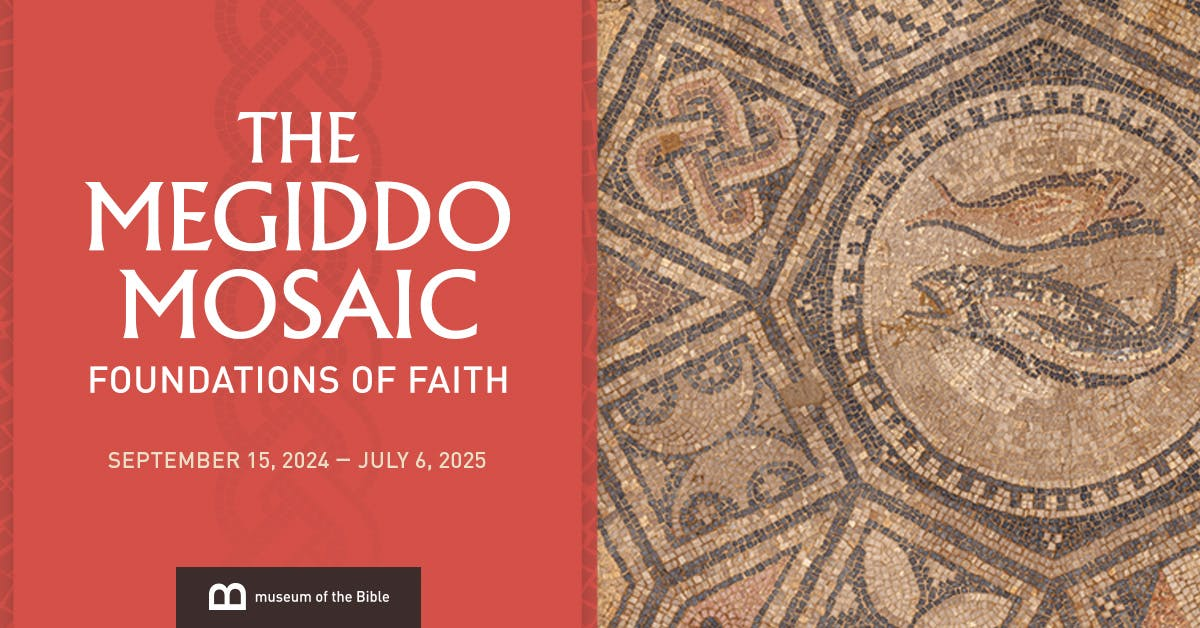 THE
MEGIDDO
MOSAIC
FOUNDATIONS OF FAITH
SEPTEMBER 15, 2024 — JULY 6, 2025
museum of the Bible